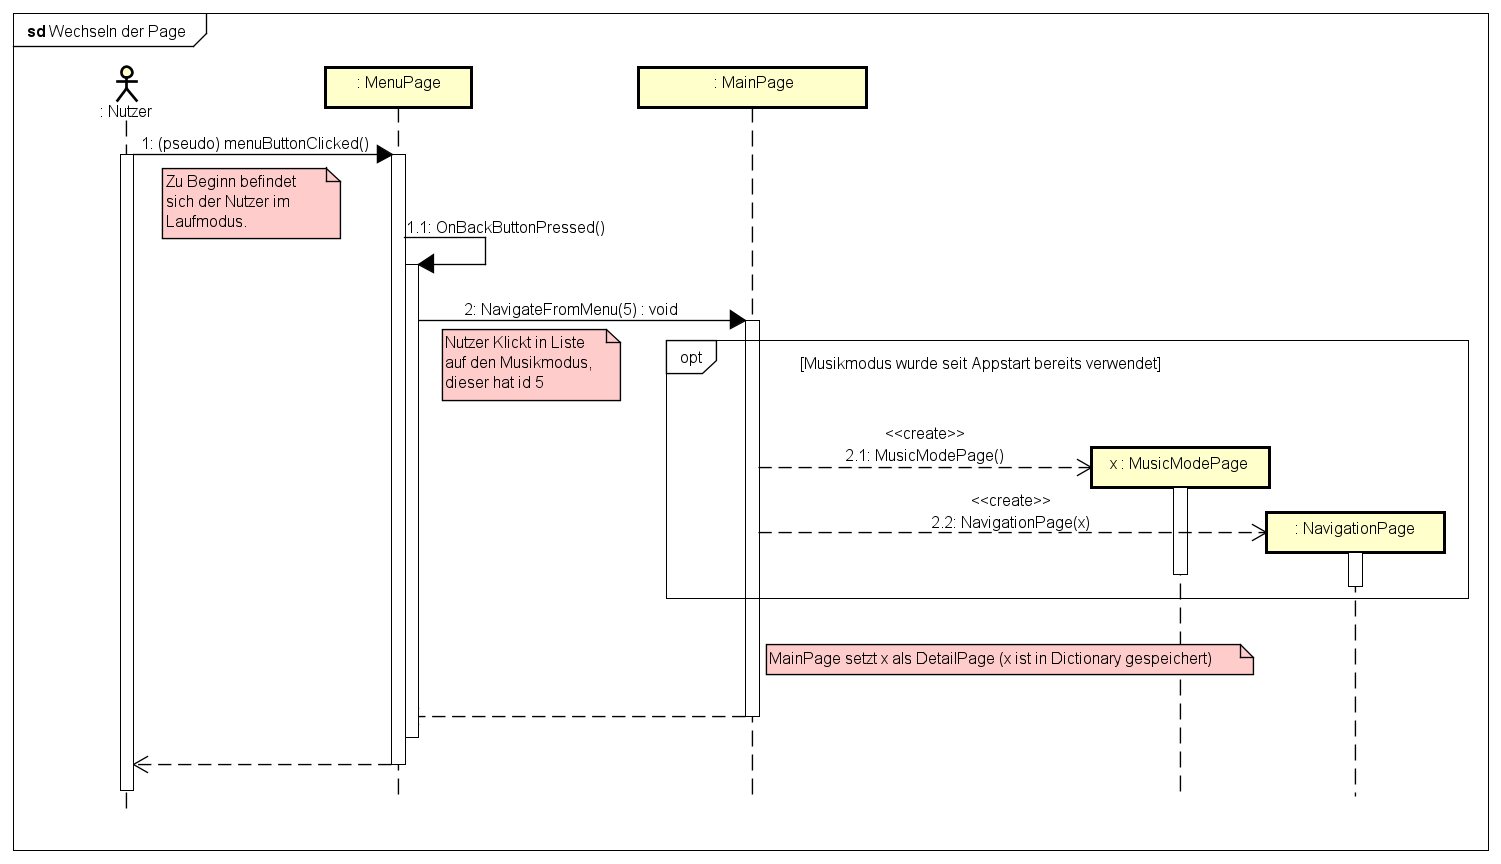 sd Wechseln der Page
: Nutzer
: MenuPage
: MainPage
1: (pseudo) menuButtonClicked()
Zu Beginn befindet
sich der Nutzer im
Laufmodus.
1.1: OnBackButtonPressed()
2: NavigateFromMenu(5) : void
Nutzer Klickt in Liste
auf den Musikmodus,
dieser hat id 5
opt
[Musikmodus wurde seit Appstart bereits verwendet]
<<create>>
2.1: MusicModePage()
x : MusicModePage
<<create>>
2.2: NavigationPage(x)
: NavigationPage
MainPage setzt x als DetailPage (x ist in Dictionary gespeichert)